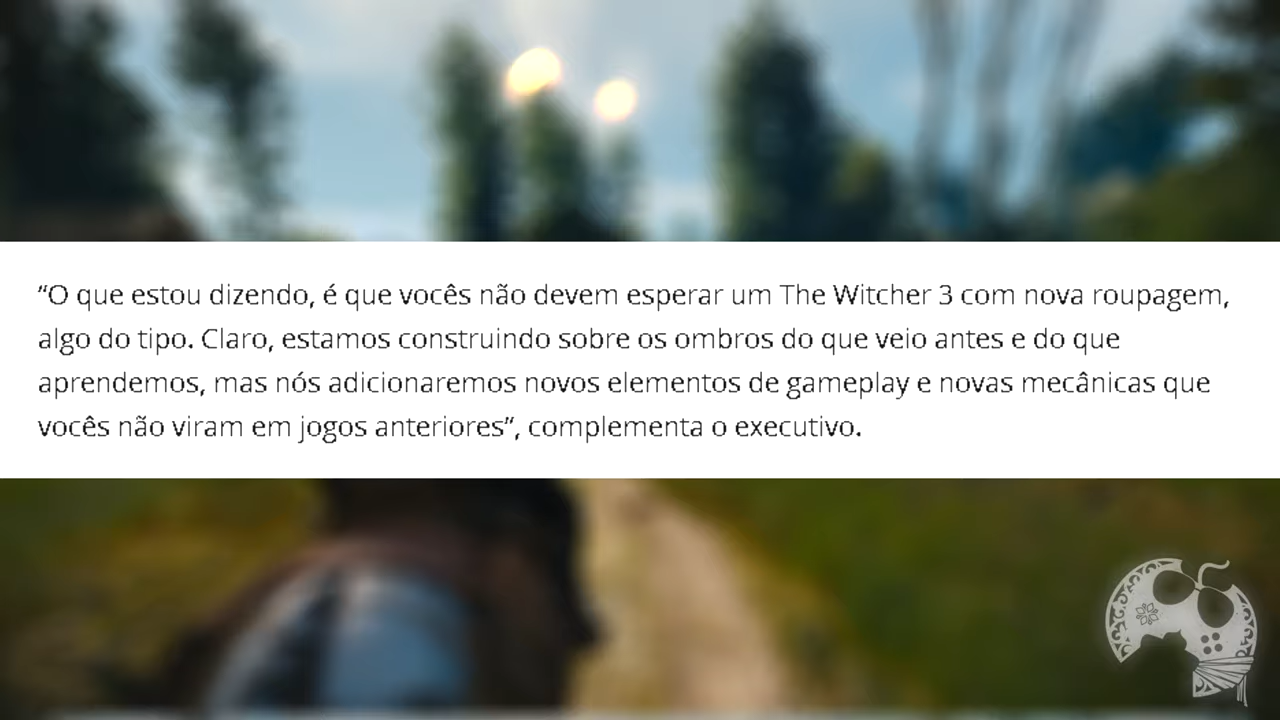 “O que estou dizendo, é que vocês não devem esperar um The Witcher 3 com nova roupagem,
algo do tipo. Claro, estamos construindo sobre os ombros do que veio antes e do que
aprendemos, mas nós adicionaremos novos elementos de gameplay e novas mecânicas que
vocês não viram em jogos anteriores”, complementa o executivo.